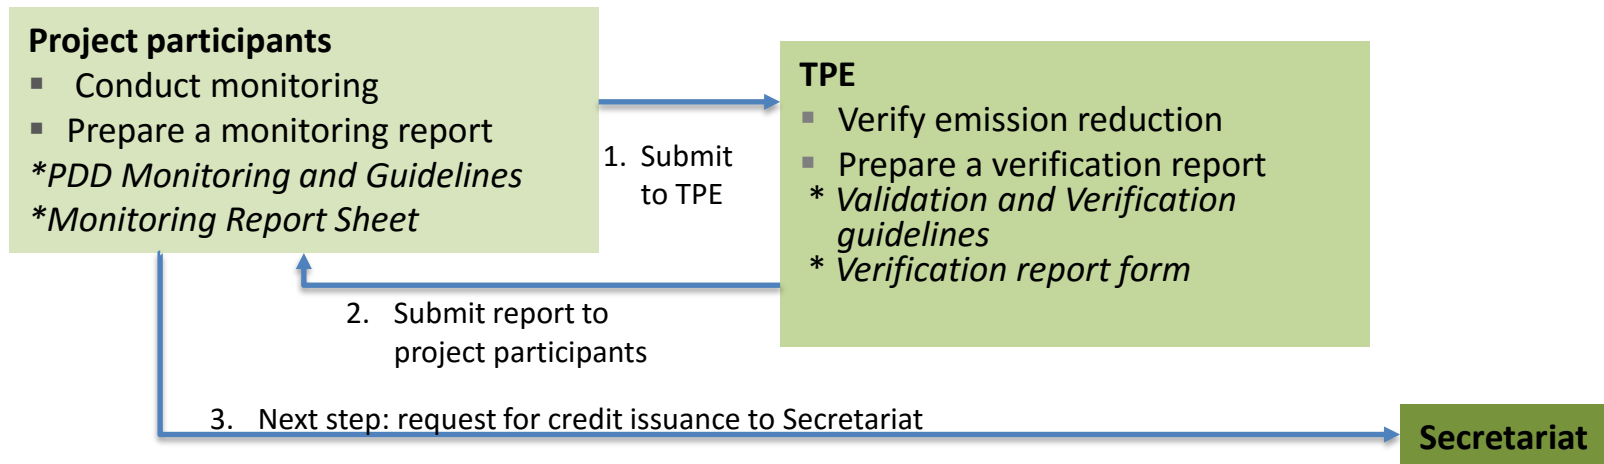 Project participants
▪ Conduct monitoring
▪ Prepare a monitoring report
*PDD Monitoring and Guidelines
*Monitoring Report Sheet
1. Submit
to TPE
TPE
▪ Verify emission reduction
▪ Prepare a verification report
* Validation and Verification
guidelines
* Verification report form
2. Submit report to
project participants
3. Next step: request for credit issuance to Secretariat
Secretariat